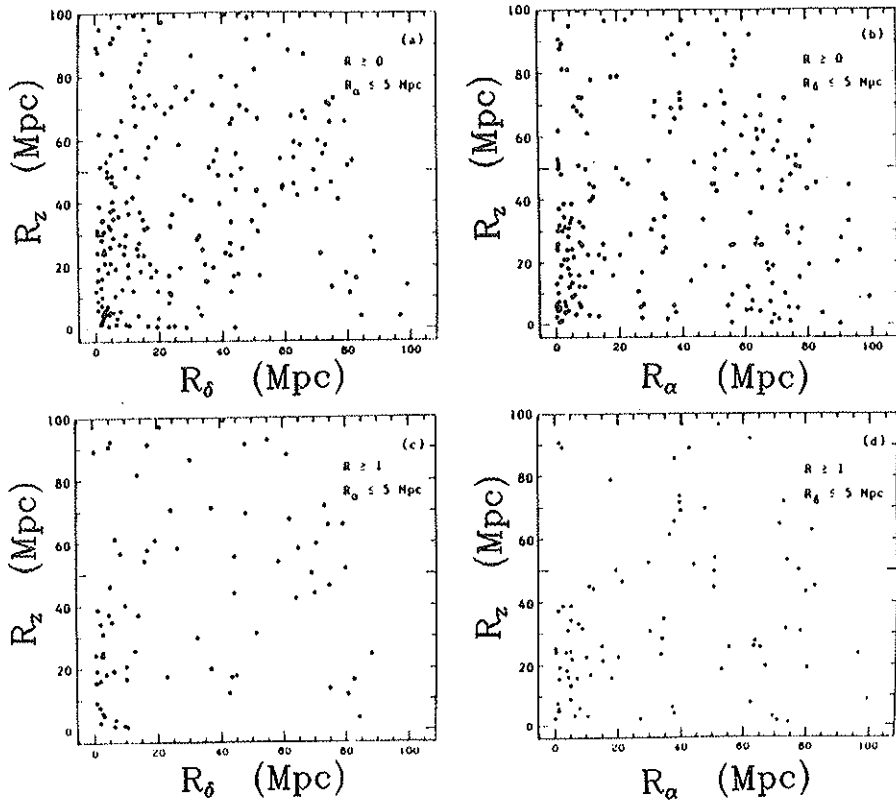 100
80
60
40
20
0
R_z (Mpc)
(a)
R ≥ 0
R_α ≤ 5 Mpc
0 20 40 60 80 100
R_δ (Mpc)
100
80
60
40
20
0
R_z (Mpc)
(b)
R ≥ 0
R_δ ≤ 5 Mpc
0 20 40 60 80 100
R_α (Mpc)
100
80
60
40
20
0
R_z (Mpc)
(c)
R ≥ 1
R_α ≤ 5 Mpc
0 20 40 60 80 100
R_δ (Mpc)
100
80
60
40
20
0
R_z (Mpc)
(d)
R ≥ 1
R_δ ≤ 5 Mpc
0 20 40 60 80 100
R_α (Mpc)